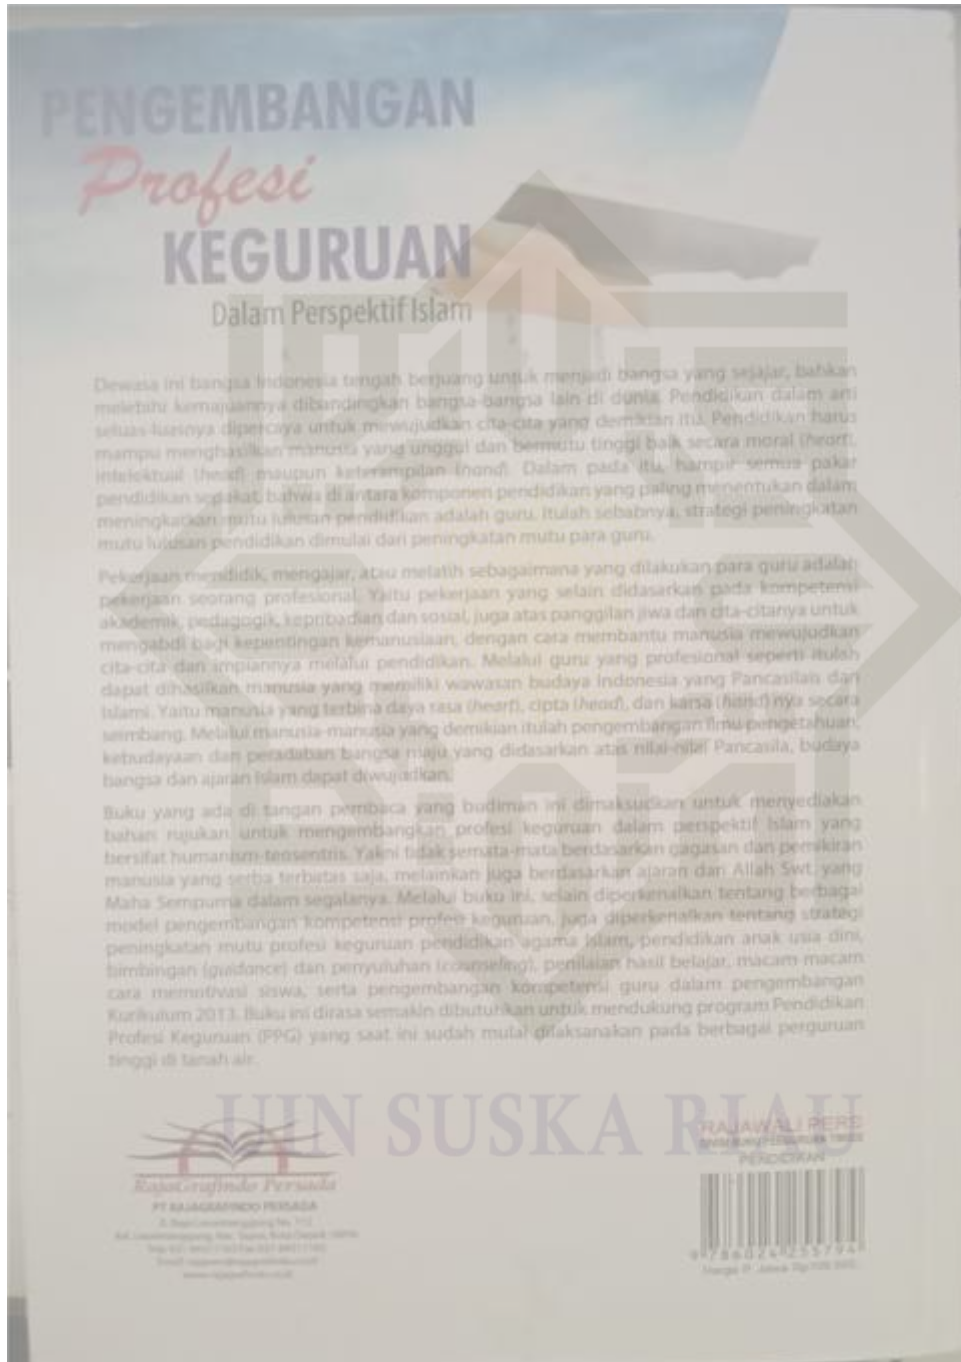 PENGEMBANGAN
Profesi
KEGURUAN
Dalam Perspektif Islam
Dewasa ini bangsa Indonesia tengah berjuang untuk menjadi bangsa yang sejajar, bahkan
melebihi kemajuannya dibandingkan bangsa-bangsa lain di dunia. Pendidikan dalam arti
seluas-luasnya dipercaya untuk mewujudkan cita-cita yang demikian itu. Pendidikan harus
mampu menghasilkan manusia yang unggul dan bermutu tinggi baik secara moral (heart),
intelektual (head) maupun keterampilan (hand). Dalam pada itu, hampir semua pakar
pendidikan sepakat, bahwa di antara komponen pendidikan yang paling menentukan dalam
meningkatkan mutu lulusan pendidikan adalah guru. Itulah sebabnya, strategi peningkatan
mutu lulusan pendidikan dimulai dari peningkatan mutu para guru.
Pekerjaan mendidik, mengajar, atau melatih sebagaimana yang dilakukan para guru adalah
pekerjaan seorang profesional. Yaitu pekerjaan yang selain didasarkan pada kompetensi
akademik, pedagogik, kepribadian dan sosial, juga atas panggilan jiwa dan cita-citanya untuk
mengabdi bagi kepentingan kemanusiaan, dengan cara membantu manusia mewujudkan
cita-cita dan impiannya melalui pendidikan. Melalui guru yang profesional seperti itulah
dapat dihasilkan manusia yang memiliki wawasan budaya Indonesia yang Pancasilah dan
Islami. Yaitu manusia yang terbina daya rasa (heart), cipta (head), dan karsa (hand) nya secara
seimbang. Melalui manusia-manusia yang demikian itulah pengembangan ilmu pengetahuan,
kebudayaan dan peradaban bangsa maju yang didasarkan atas nilai-nilai Pancasila, budaya
bangsa dan ajaran Islam dapat diwujudkan.
Buku yang ada di tangan pembaca yang budiman ini dimaksudkan untuk menyediakan
bahan rujukan untuk mengembangkan profesi keguruan dalam perspektif Islam yang
bersifat humanism-teosentris. Yakni tidak semata-mata berdasarkan gagasan dan pemikiran
manusia yang serba terbatas saja, melainkan juga berdasarkan ajaran dari Allah Swt. yang
Maha Sempurna dalam segalanya. Melalui buku ini, selain diperkenalkan tentang berbagai
model pengembangan kompetensi profesi keguruan, juga diperkenalkan tentang strategi
peningkatan mutu profesi keguruan pendidikan agama Islam, pendidikan anak usia dini,
bimbingan (guidance) dan penyuluhan (counseling), penilaian hasil belajar, macam-macam
cara memotivasi siswa, serta pengembangan kompetensi guru dalam pengembangan
Kurikulum 2013. Buku ini dirasa semakin dibutuhkan untuk mendukung program Pendidikan
Profesi Keguruan (PPG) yang saat ini sudah mulai dilaksanakan pada berbagai perguruan
tinggi di tanah air.
UIN SUSKA RIAU
RajaGrafindo Persada
PT RAJAGRAFINDO PERSADA
RAJAWALI PERS
PENDIDIKAN
9 786024 255794